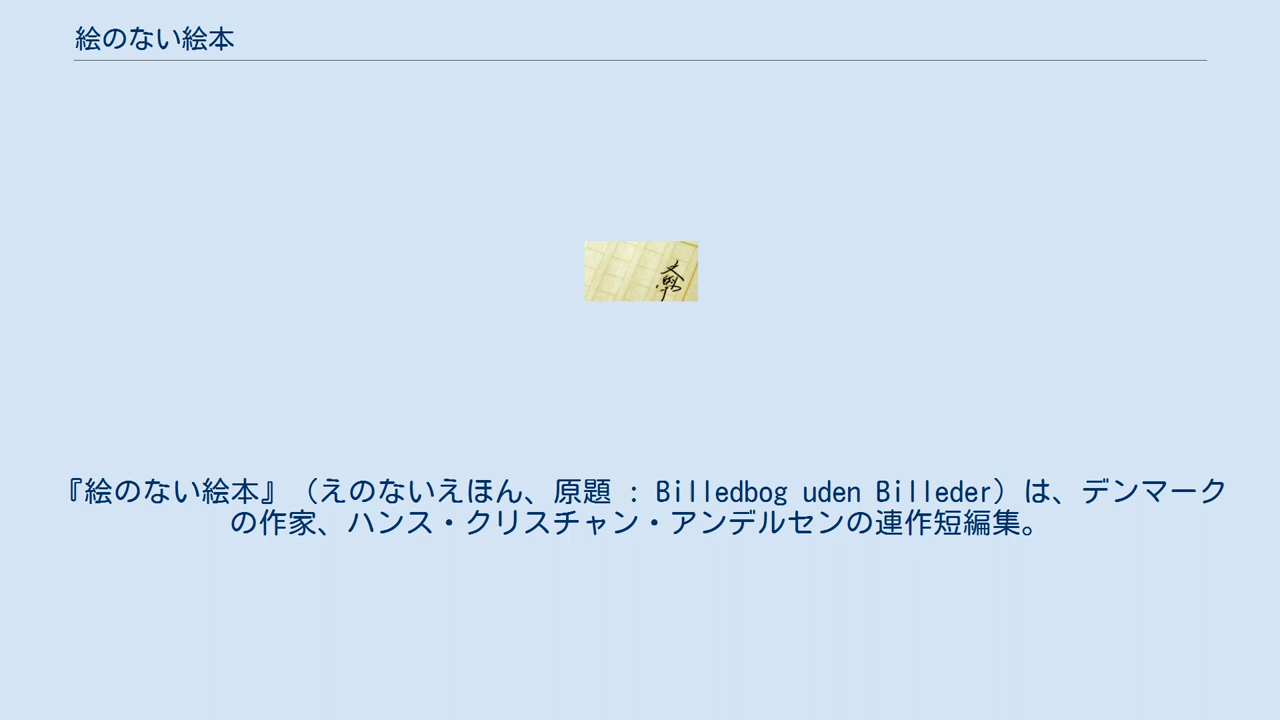 絵のない絵本
『絵のない絵本』（えのないえほん、原題 : Billedbog uden Billeder）は、デンマーク
の作家、ハンス・クリスチャン・アンデルセンの連作短編集。